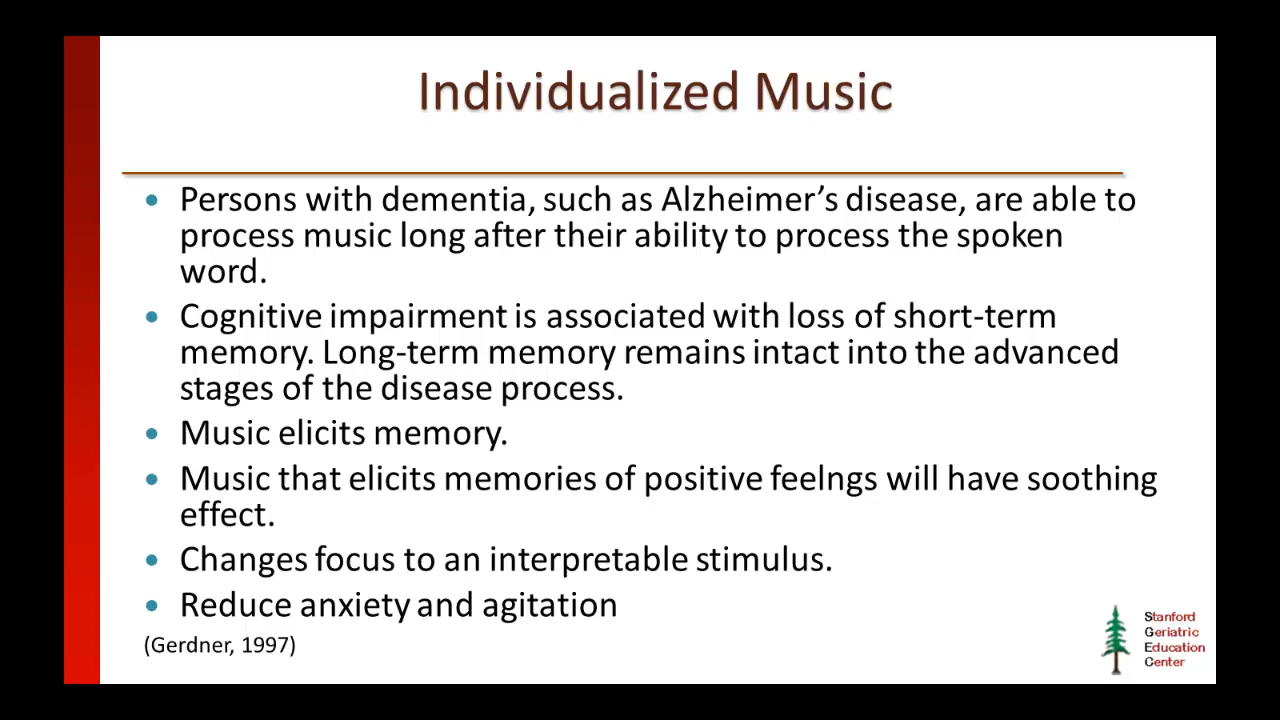 Individualized Music
• Persons with dementia, such as Alzheimer’s disease, are able to
process music long after their ability to process the spoken
word.
• Cognitive impairment is associated with loss of short-term
memory. Long-term memory remains intact into the advanced
stages of the disease process.
• Music elicits memory.
• Music that elicits memories of positive feelngs will have soothing
effect.
• Changes focus to an interpretable stimulus.
• Reduce anxiety and agitation
(Gerdner, 1997)
Stanford
Geriatric
Education
Center